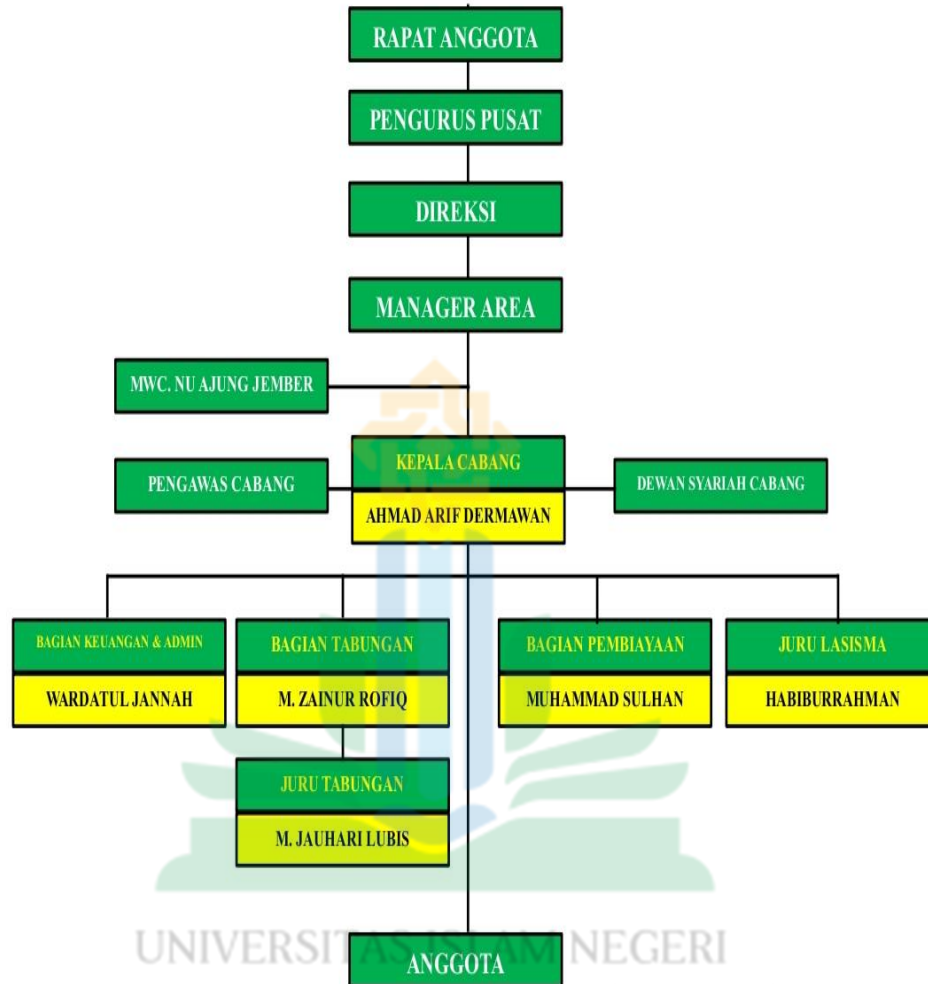 RAPAT ANGGOTA
PENGURUS PUSAT
DIREKSI
MANAGER AREA
MWC. NU AJUNG JEMBER
KEPALA CABANG
AHMAD ARIF DERMAWAN
PENGAWAS CABANG
DEWAN SYARIAH CABANG
BAGIAN KEUANGAN & ADMIN
WARDATUL JANNAH
BAGIAN TABUNGAN
M. ZAINUR ROFIQ
BAGIAN PEMBIAYAAN
MUHAMMAD SULHAN
JURU LASISMA
HABIBURRAHMAN
JURU TABUNGAN
M. JAUHARI LUBIS
UNIVERSITAS ISLAM NEGERI
ANGGOTA